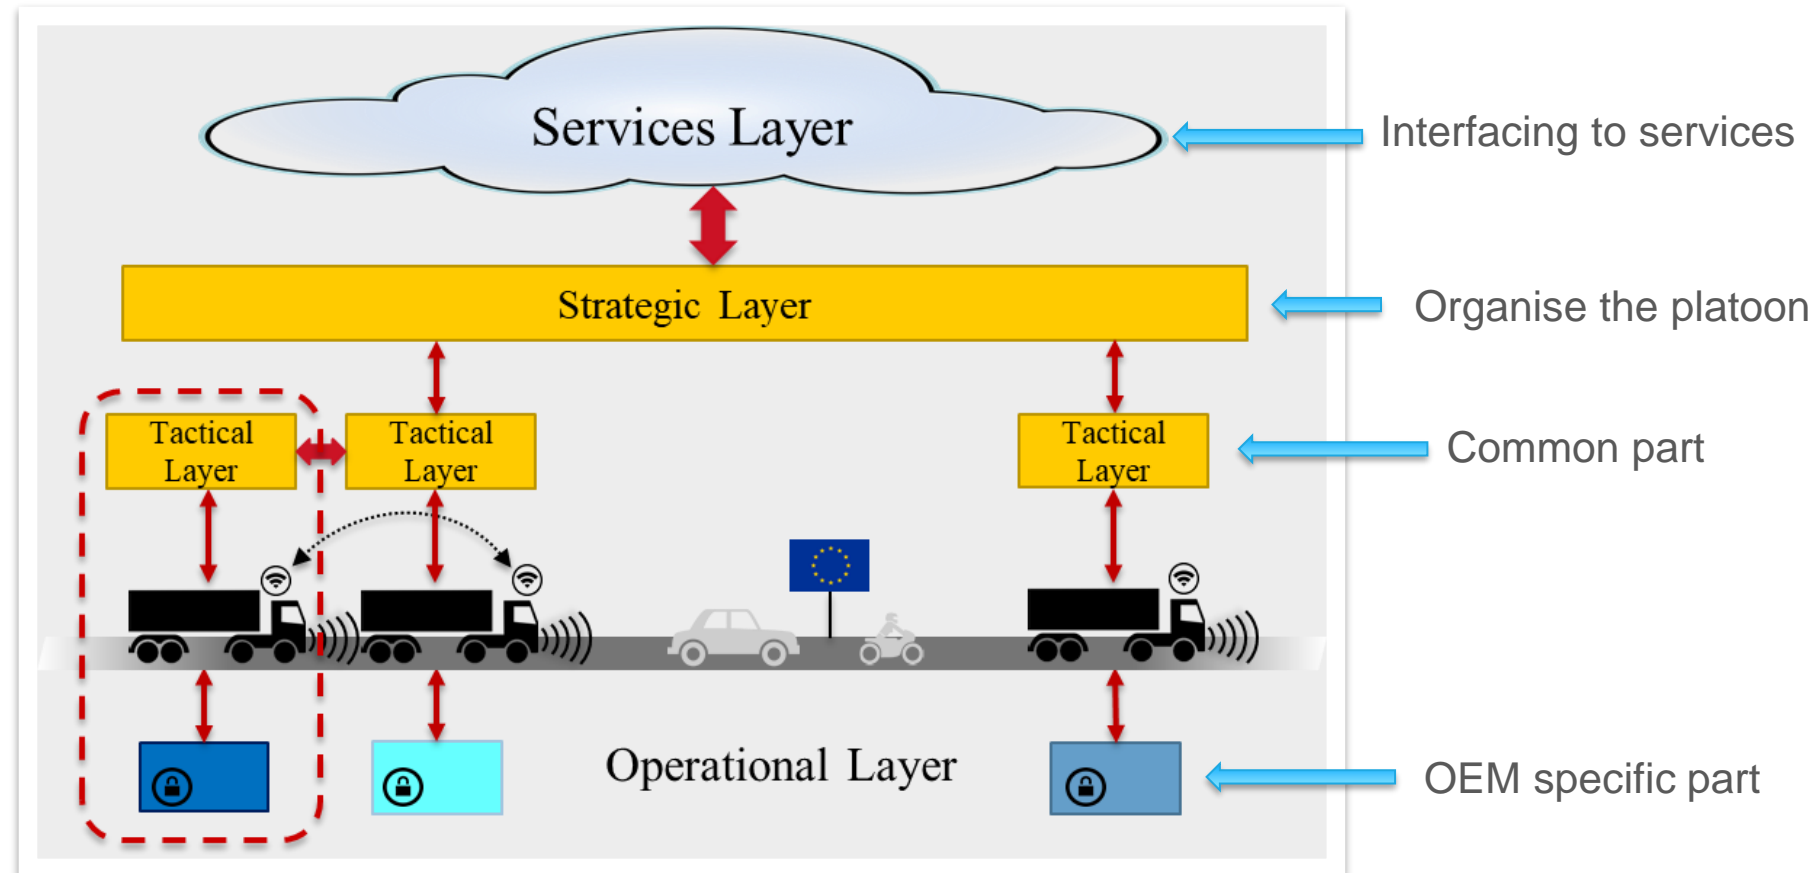 Services Layer
Interfacing to services
Strategic Layer
Organise the platoon
Tactical
Layer
Tactical
Layer
Tactical
Layer
Common part
Operational Layer
OEM specific part